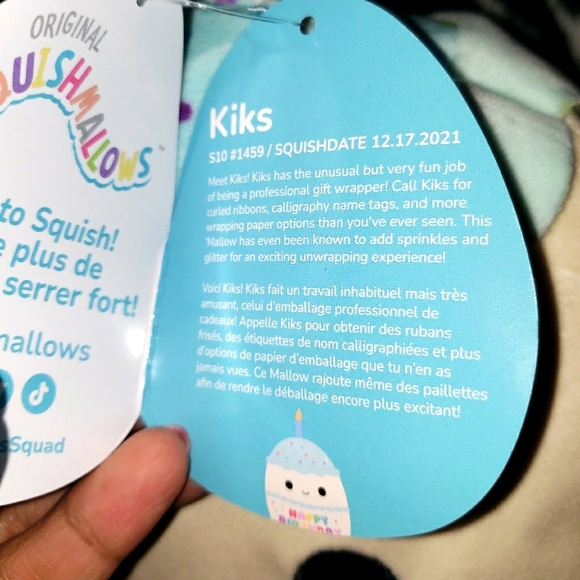 ORIGINAL
SQUISHMALLOWS
to Squish!
plus de
serrer fort!
mallows
sSquad
Kiks
S10 #1459 / SQUISHDATE 12.17.2021
Meet Kiks! Kiks has the unusual but very fun job
of being a professional gift wrapper! Call Kiks for
curled ribbons, calligraphy name tags, and more
wrapping paper options than you've ever seen. This
'Mallow has even been known to add sprinkles and
glitter for an exciting unwrapping experience!
Voici Kiks! Kiks fait un travail inhabituel mais très
amusant, celui d'emballage professionnel de
cadeaux! Appelle Kiks pour obtenir des rubans
frisés, des étiquettes de nom calligraphiées et plus
d'options de papier d'emballage que tu n'en as
jamais vues. Ce Mallow rajoute même des paillettes
afin de rendre le déballage encore plus excitant!
HAPPY
BIRTHDAY